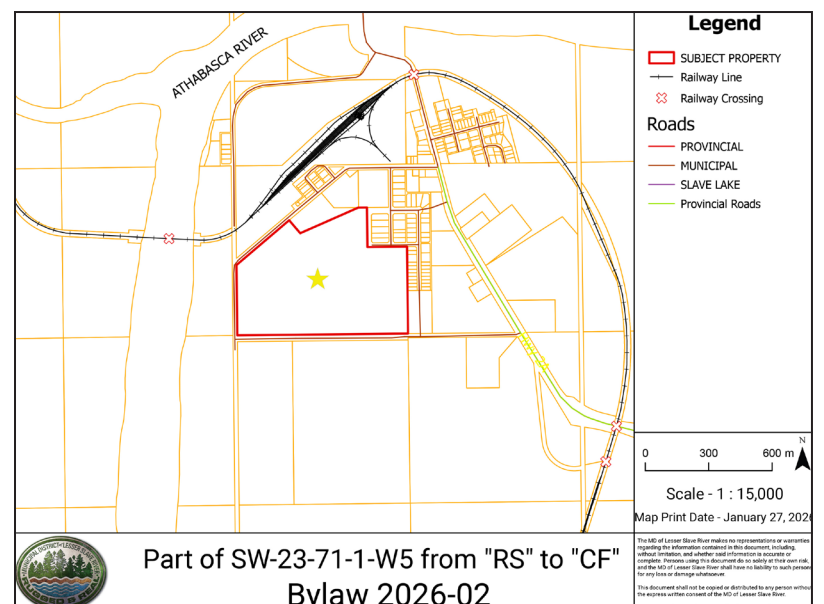 Legend
SUBJECT PROPERTY
Railway Line
Railway Crossing
Roads
PROVINCIAL
MUNICIPAL
SLAVE LAKE
Provincial Roads
ATHABASCA RIVER
N
0 300 600 m
Scale - 1 : 15,000
Map Print Date - January 27, 202
Part of SW-23-71-1-W5 from "RS" to "CF"
Bylaw 2026-02
The MD of Lesser Slave River makes no representations or warranties
regarding the information contained in this document, including,
without limitation, and whether said information is accurate or
complete. Persons using this document do so solely at their own risk,
and the MD of Lesser Slave River shall have no liability to such persons
for any loss or damage whatsoever.
This document shall not be copied or distributed to any person without
the express written consent of the MD of Lesser Slave River.